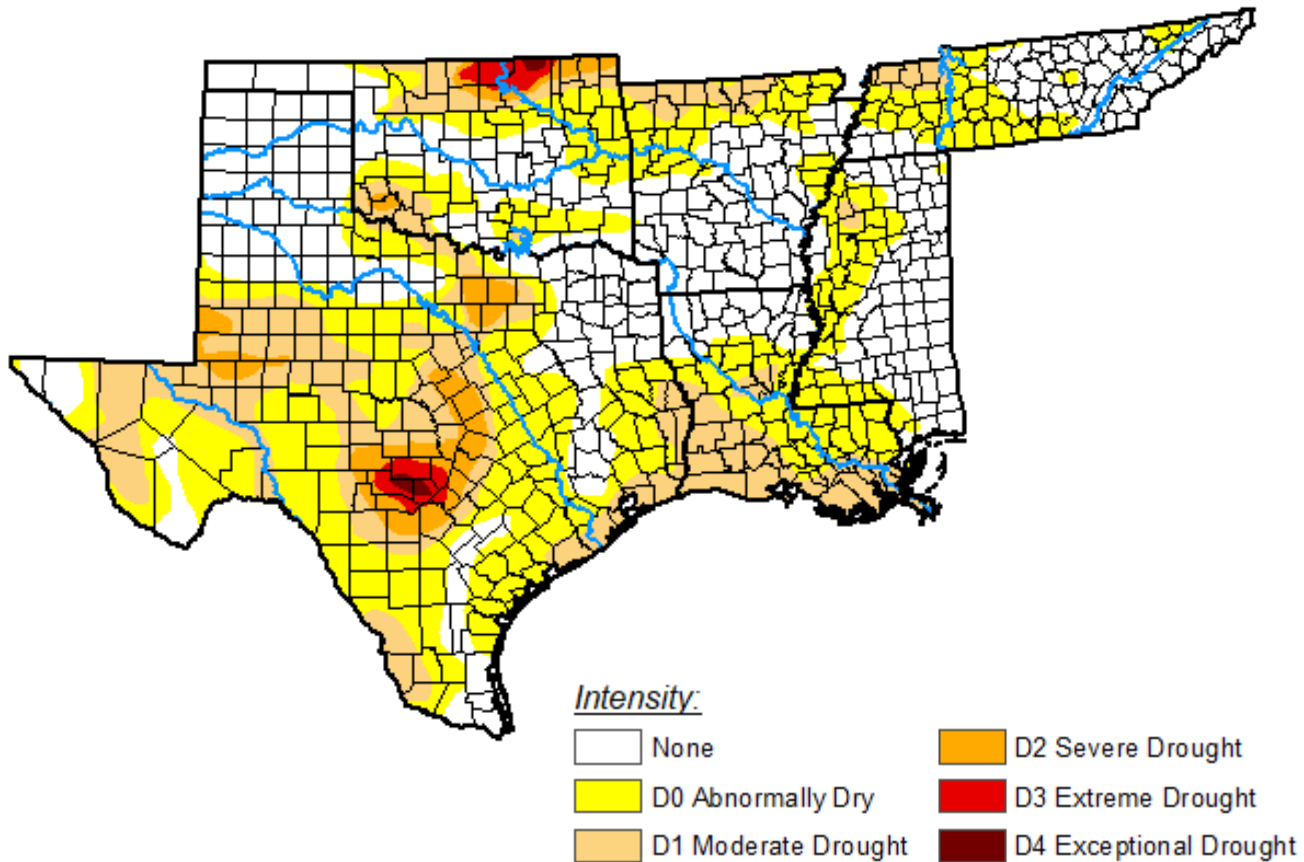 Intensity:
None
D0 Abnormally Dry
D1 Moderate Drought
D2 Severe Drought
D3 Extreme Drought
D4 Exceptional Drought